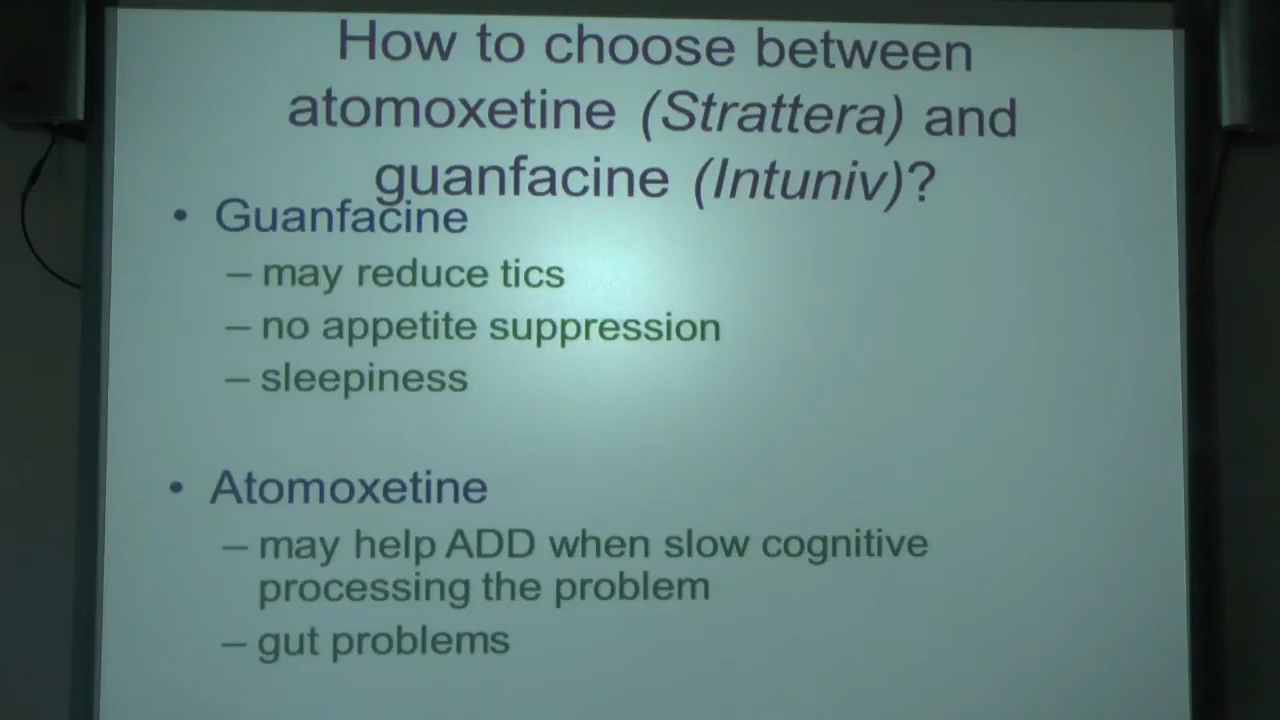 How to choose between
atomoxetine (Strattera) and
guanfacine (Intuniv)?
• Guanfacine
– may reduce tics
– no appetite suppression
– sleepiness
• Atomoxetine
– may help ADD when slow cognitive
processing the problem
– gut problems